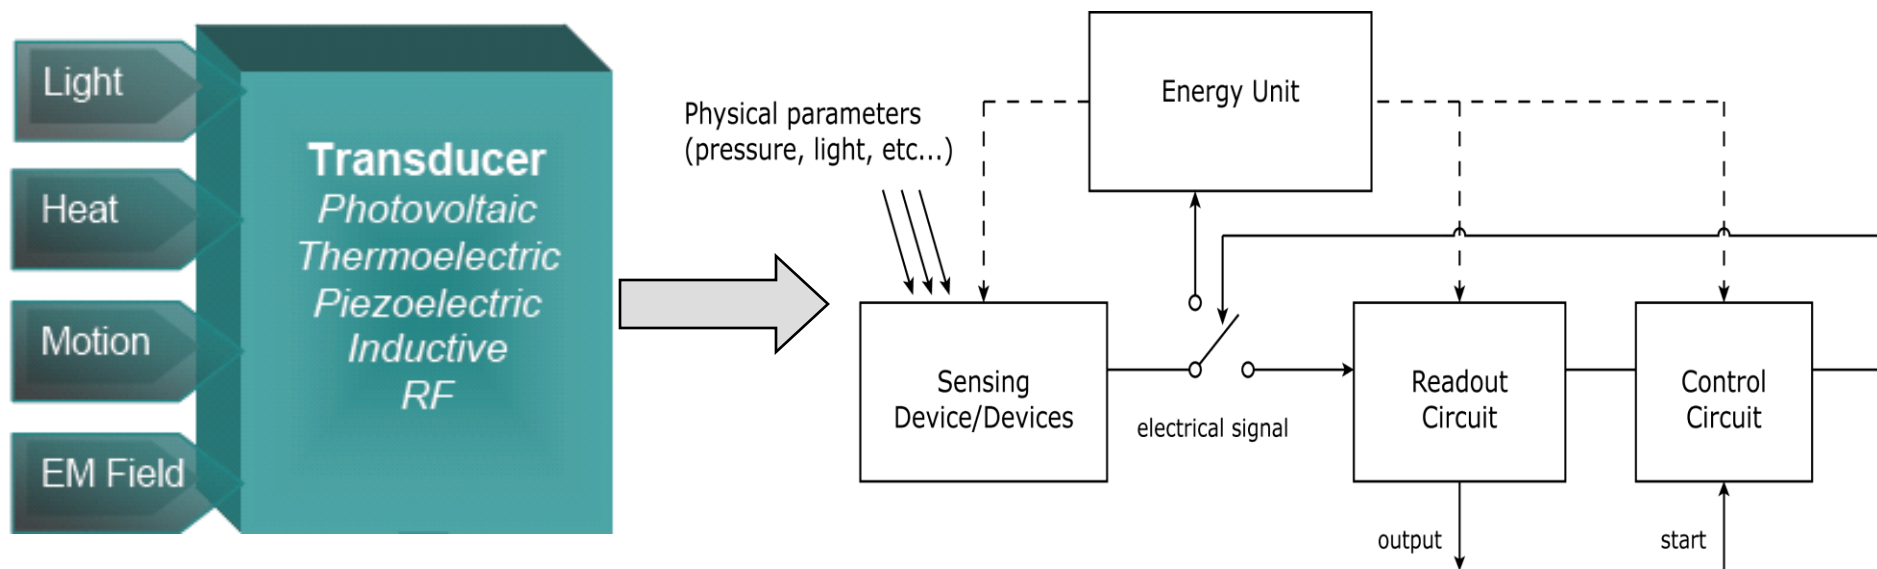 Light
Heat
Motion
EM Field
Transducer
Photovoltaic
Thermoelectric
Piezoelectric
Inductive
RF
Physical parameters
(pressure, light, etc...)
Energy Unit
Sensing
Device/Devices
electrical signal
Readout
Circuit
Control
Circuit
output
start